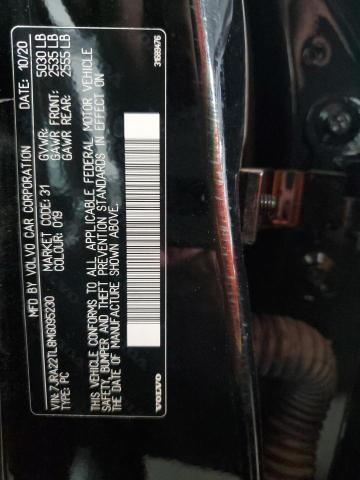 MFD BY VOLVO CAR CORPORATION DATE: 10/20
GVWR: 5030 LB
MARKET CODE: 31 GAWR FRONT: 2535 LB
COLOUR: 019 GAWR REAR: 2555 LB
VIN: 7JRA22TL8MG095230
TYPE: PC
THIS VEHICLE CONFORMS TO ALL APPLICABLE FEDERAL MOTOR VEHICLE
SAFETY, BUMPER AND THEFT PREVENTION STANDARDS IN EFFECT ON THE
DATE OF MANUFACTURE SHOWN ABOVE.
VOLVO 31689476